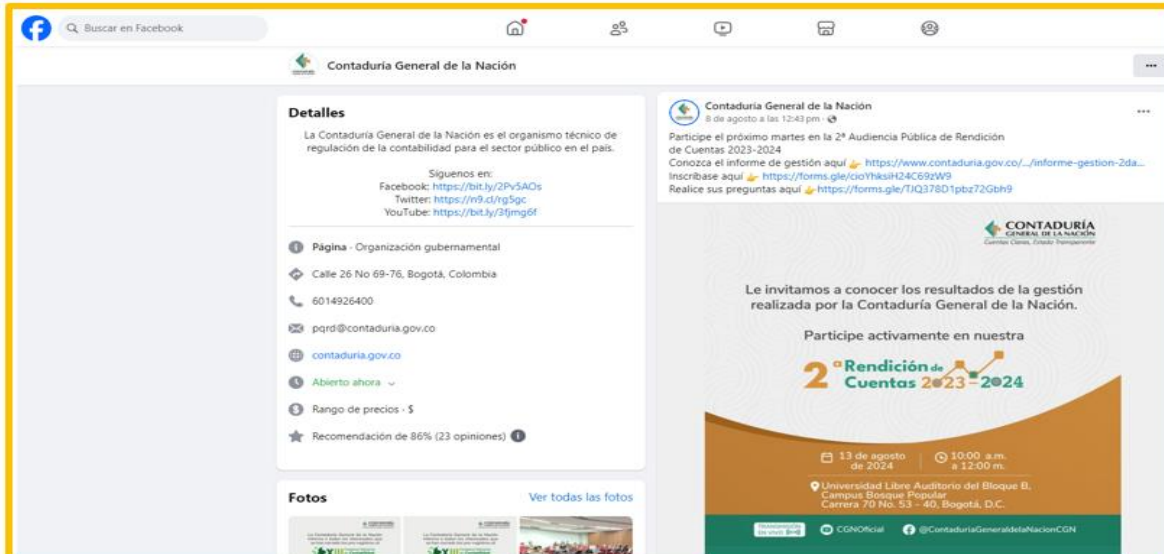 Buscar en Facebook
Contaduría General de la Nación
Detalles
La Contaduría General de la Nación es el organismo técnico de
regulación de la contabilidad para el sector público en el país.
Síguenos en:
Facebook: https://bit.ly/2Pv5AOs
Twitter: https://n9.cl/rg5gc
YouTube: https://bit.ly/3fjmg6f
Página · Organización gubernamental
Calle 26 No 69-76, Bogotá, Colombia
6014926400
pqrd@contaduria.gov.co
contaduria.gov.co
Abierto ahora
Rango de precios · $
Recomendación de 86% (23 opiniones)
Fotos
Ver todas las fotos
Contaduría General de la Nación
8 de agosto a las 12:43 pm ·
Participe el próximo martes en la 2ª Audiencia Pública de Rendición
de Cuentas 2023-2024
Conozca el informe de gestión aquí 👉 https://www.contaduria.gov.co/.../informe-gestion-2da...
Inscríbase aquí 👉 https://forms.gle/cioYhksiH24C69zW9
Realice sus preguntas aquí 👉https://forms.gle/TJQ378D1pbz72Gbh9
CONTADURÍA
GENERAL DE LA NACIÓN
Cuentas Claras, Estado Transparente
Le invitamos a conocer los resultados de la gestión
realizada por la Contaduría General de la Nación.
Participe activamente en nuestra
2ª Rendición de
Cuentas 2023-2024
13 de agosto
de 2024
10:00 a.m.
a 12:00 m.
Universidad Libre Auditorio del Bloque B,
Campus Bosque Popular
Carrera 70 No. 53 - 40, Bogotá, D.C.
TRANSMISIÓN
EN VIVO
CGNOficial
@ContaduriaGeneraldelaNacionCGN